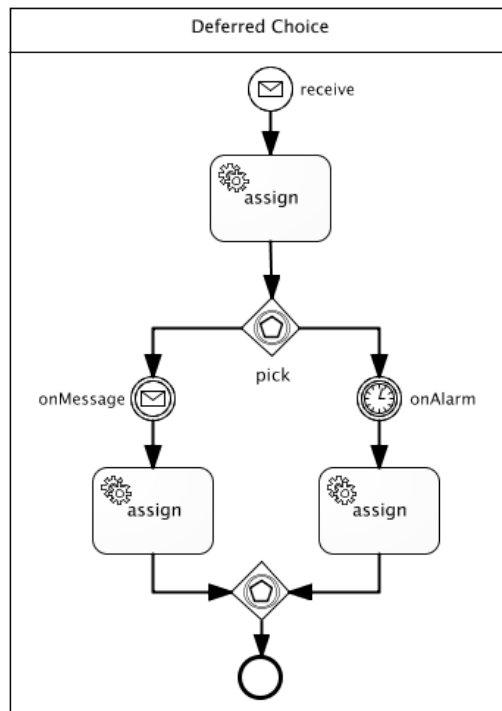 Deferred Choice
receive
assign
pick
onMessage
onAlarm
assign
assign